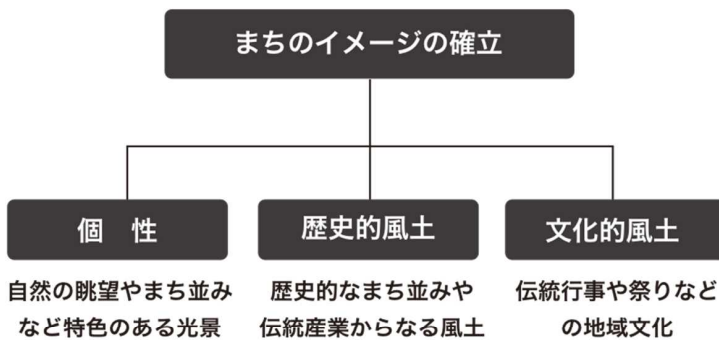 まちのイメージの確立
個　性
自然の眺望やまち並み
など特色のある光景
歴史的風土
歴史的なまち並みや
伝統産業からなる風土
文化的風土
伝統行事や祭りなど
の地域文化